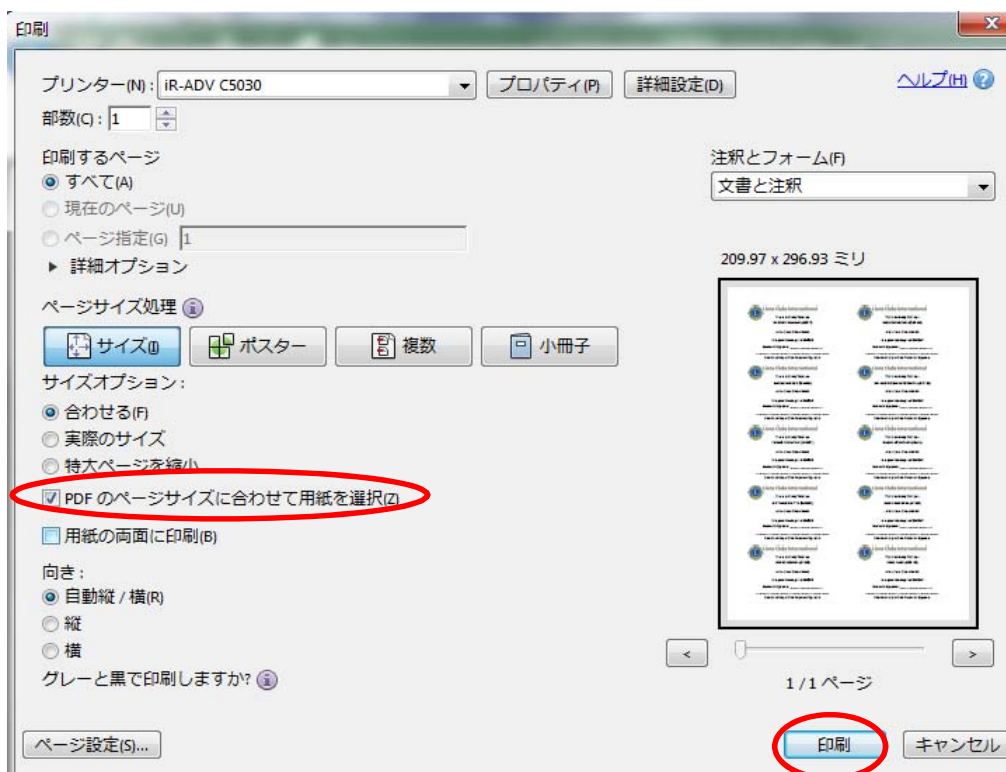 印刷
プリンター(N): iR-ADV C5030 プロパティ(P) 詳細設定(D) ヘルプ(H)
部数(C): 1
印刷するページ
すべて(A)
現在のページ(U)
ページ指定(G) 1
詳細オプション
注釈とフォーム(F)
文書と注釈
ページサイズ処理
サイズ(I) ポスター 複数 小冊子
サイズオプション:
合わせる(F)
実際のサイズ
特大ページを縮小
PDF のページサイズに合わせて用紙を選択(Z)
用紙の両面に印刷(B)
向き:
自動縦 / 横(R)
縦
横
グレーと黒で印刷しますか?
209.97 x 296.93 ミリ
< >
1 / 1 ページ
ページ設定(S)... 印刷 キャンセル